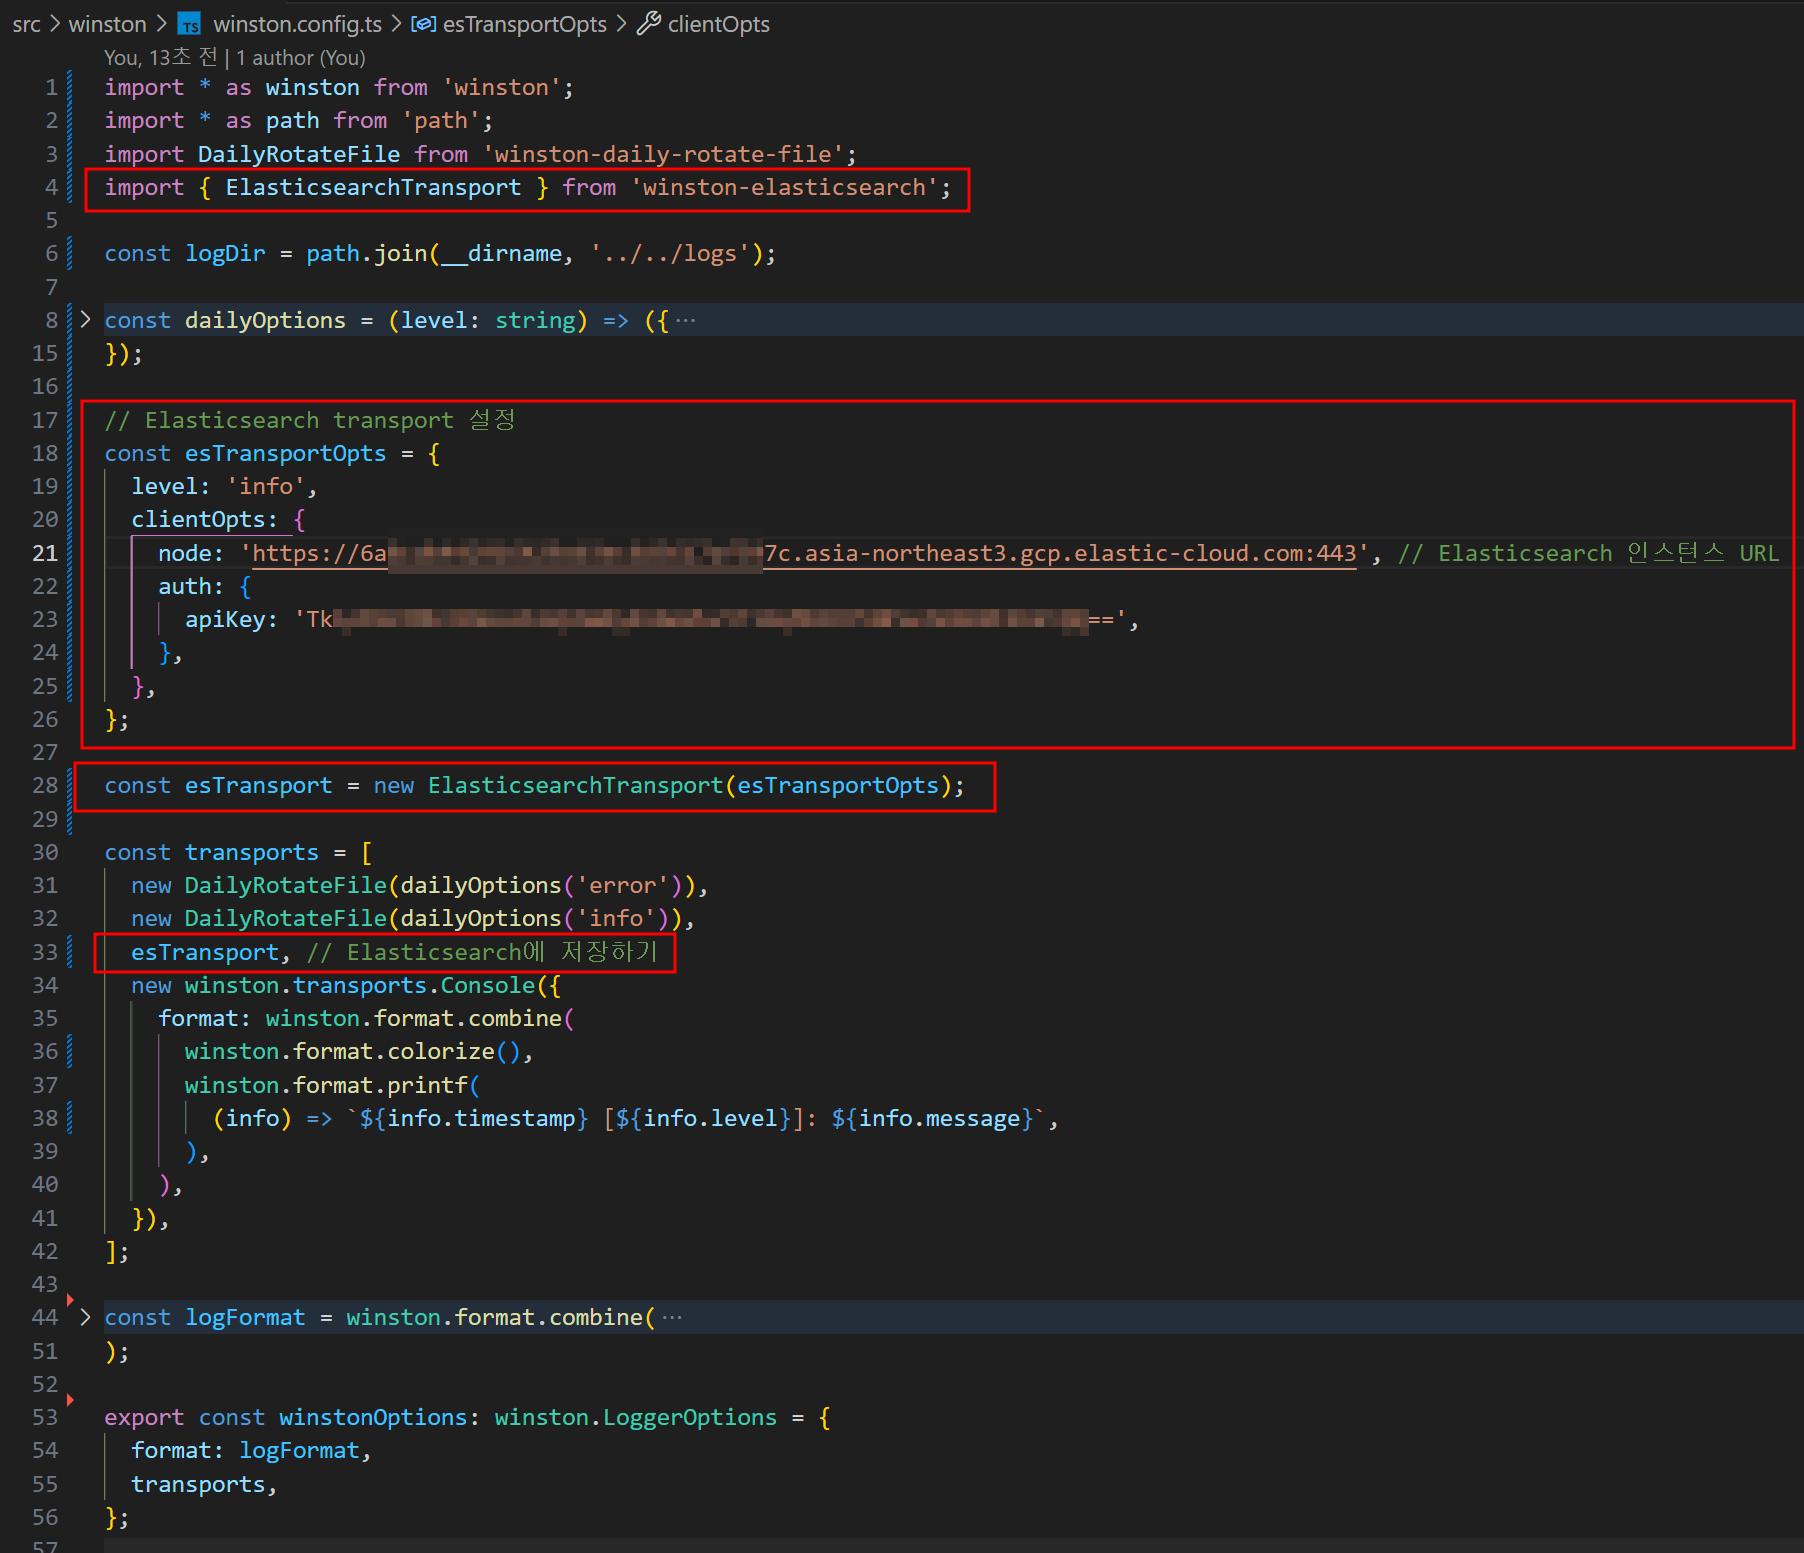 src > winston > TS winston.config.ts > esTransportOpts > clientOpts
You, 13초 전 | 1 author (You)
1 import * as winston from 'winston';
2 import * as path from 'path';
3 import DailyRotateFile from 'winston-daily-rotate-file';
4 import { ElasticsearchTransport } from 'winston-elasticsearch';
5
6 const logDir = path.join(__dirname, '../../logs');
7
8 > const dailyOptions = (level: string) => ({ ···
15 });
16
17 // Elasticsearch transport 설정
18 const esTransportOpts = {
19 level: 'info',
20 clientOpts: {
21 node: 'https://6a 7c.asia-northeast3.gcp.elastic-cloud.com:443', // Elasticsearch 인스턴스 URL
22 auth: {
23 apiKey: 'Tk ==',
24 },
25 },
26 };
27
28 const esTransport = new ElasticsearchTransport(esTransportOpts);
29
30 const transports = [
31 new DailyRotateFile(dailyOptions('error')),
32 new DailyRotateFile(dailyOptions('info')),
33 esTransport, // Elasticsearch에 저장하기
34 new winston.transports.Console({
35 format: winston.format.combine(
36 winston.format.colorize(),
37 winston.format.printf(
38 (info) => `${info.timestamp} [${info.level}]: ${info.message}`,
39 ),
40 ),
41 }),
42 ];
43
44 > const logFormat = winston.format.combine( ···
51 );
52
53 export const winstonOptions: winston.LoggerOptions = {
54 format: logFormat,
55 transports,
56 };
57